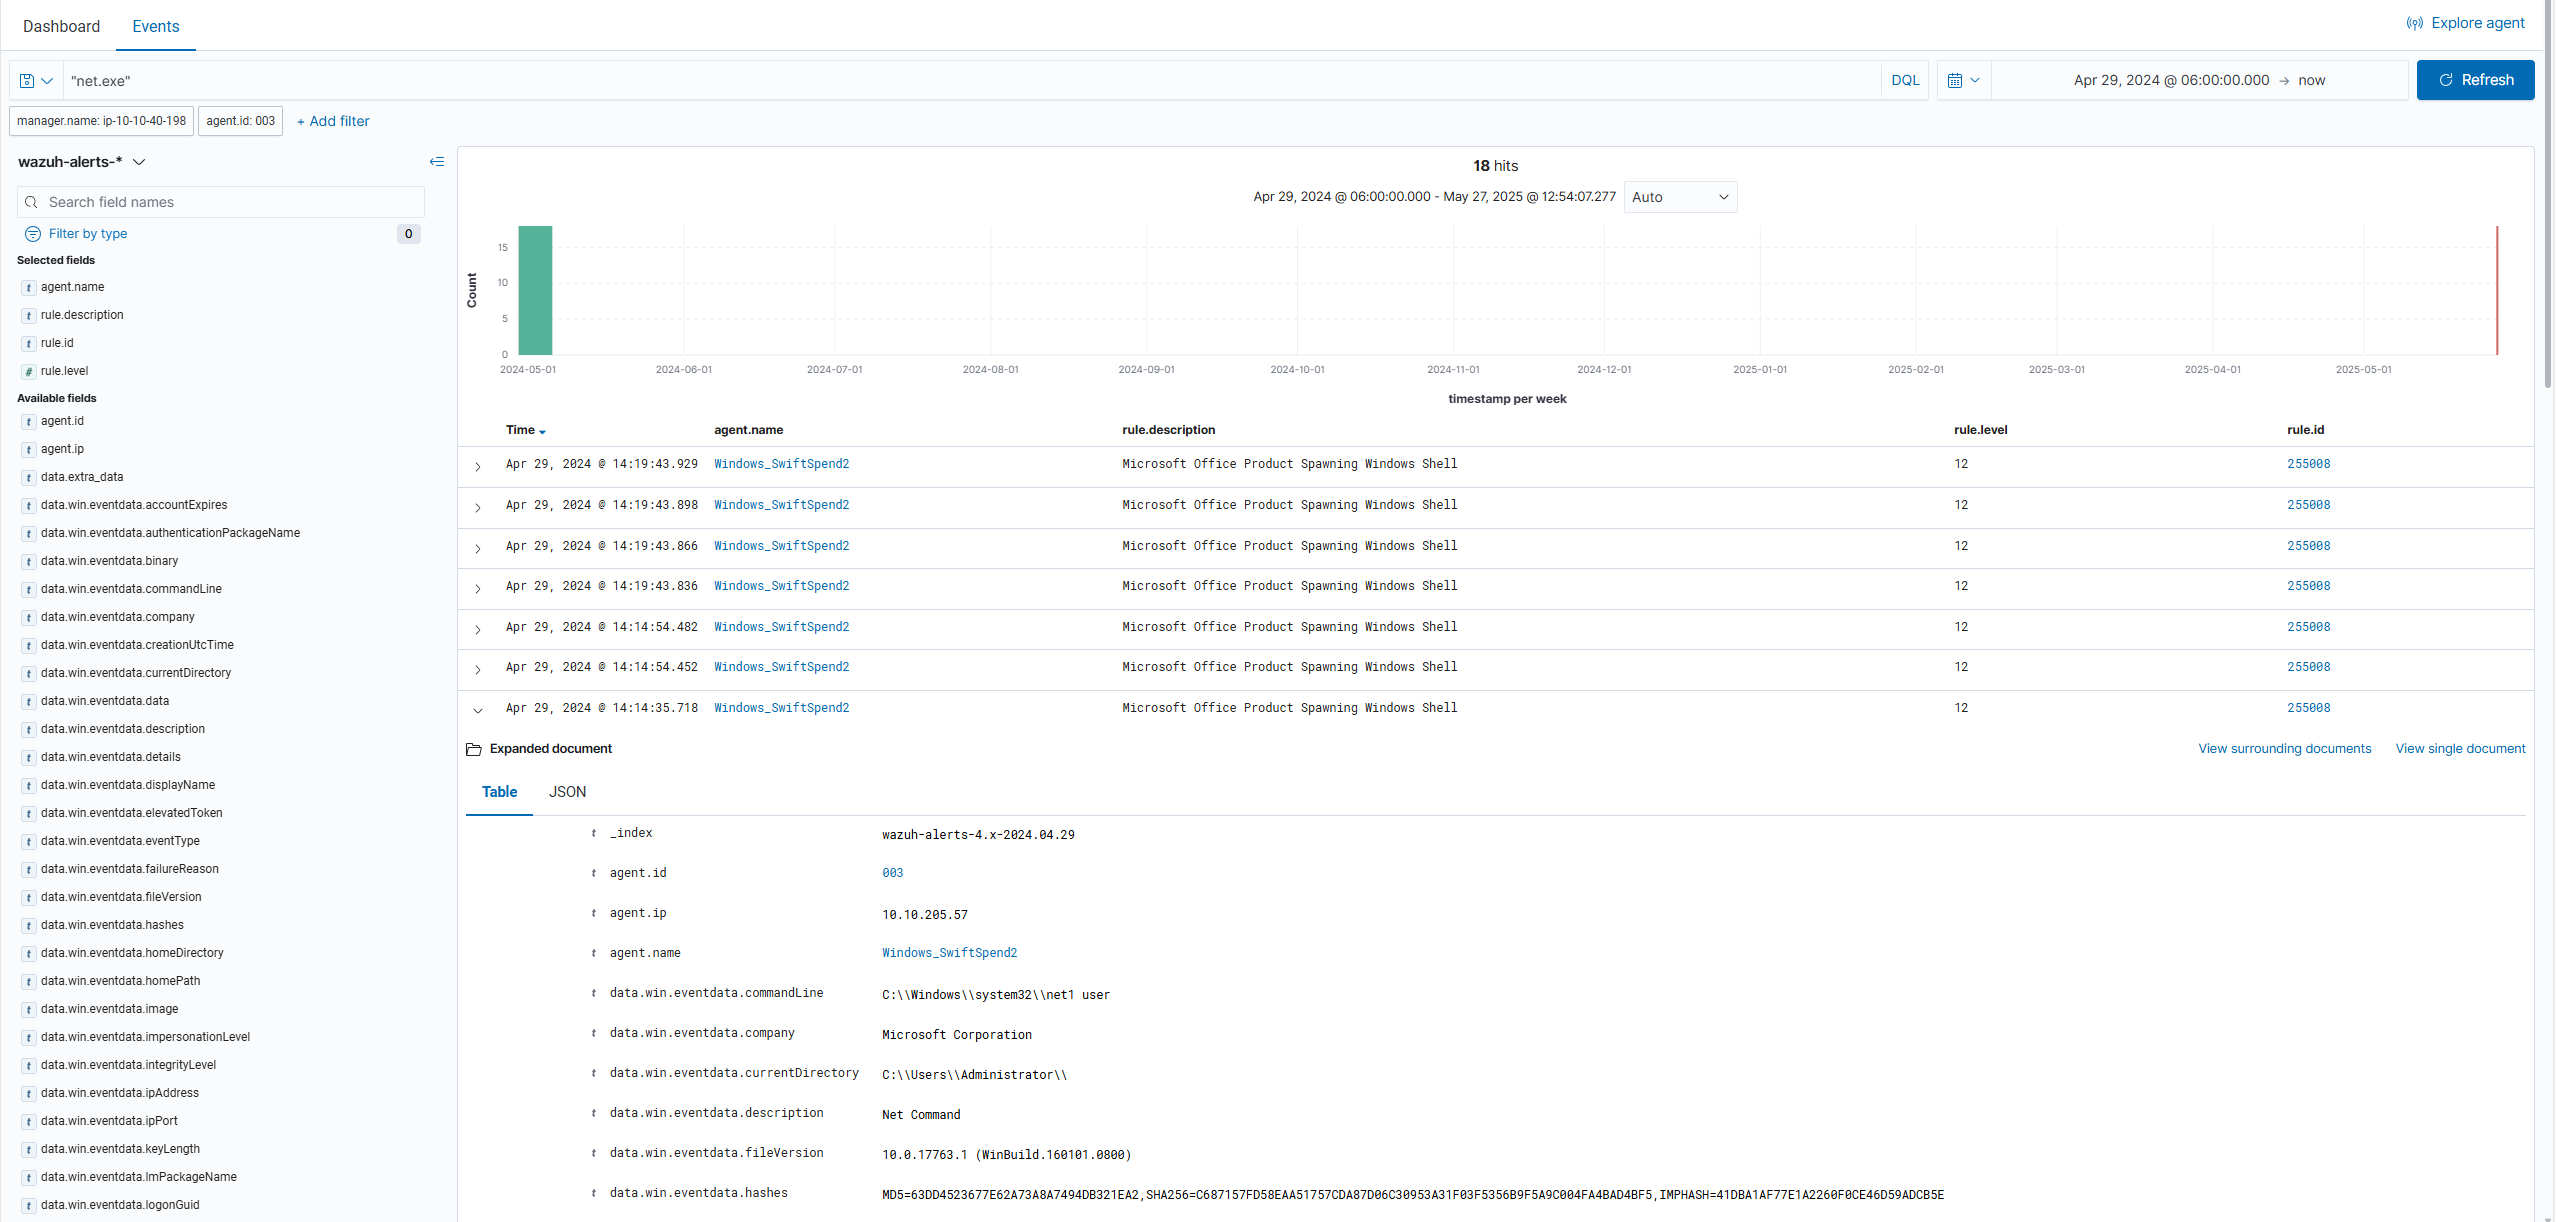 Dashboard Events Explore agent
"net.exe" DQL Apr 29, 2024 @ 06:00:00.000 → now Refresh
manager.name: ip-10-10-40-198 agent.id: 003 + Add filter
wazuh-alerts-*
Search field names
Filter by type 0
Selected fields
t agent.name
t rule.description
t rule.id
# rule.level
Available fields
t agent.id
t agent.ip
t data.extra_data
t data.win.eventdata.accountExpires
t data.win.eventdata.authenticationPackageName
t data.win.eventdata.binary
t data.win.eventdata.commandLine
t data.win.eventdata.company
t data.win.eventdata.creationUtcTime
t data.win.eventdata.currentDirectory
t data.win.eventdata.data
t data.win.eventdata.description
t data.win.eventdata.details
t data.win.eventdata.displayName
t data.win.eventdata.elevatedToken
t data.win.eventdata.eventType
t data.win.eventdata.failureReason
t data.win.eventdata.fileVersion
t data.win.eventdata.hashes
t data.win.eventdata.homeDirectory
t data.win.eventdata.homePath
t data.win.eventdata.image
t data.win.eventdata.impersonationLevel
t data.win.eventdata.integrityLevel
t data.win.eventdata.ipAddress
t data.win.eventdata.ipPort
t data.win.eventdata.keyLength
t data.win.eventdata.lmPackageName
t data.win.eventdata.logonGuid
18 hits
Apr 29, 2024 @ 06:00:00.000 - May 27, 2025 @ 12:54:07.277 Auto
Count
15
10
5
0
2024-05-01 2024-06-01 2024-07-01 2024-08-01 2024-09-01 2024-10-01 2024-11-01 2024-12-01 2025-01-01 2025-02-01 2025-03-01 2025-04-01 2025-05-01
timestamp per week
Time agent.name rule.description rule.level rule.id
Apr 29, 2024 @ 14:19:43.929 Windows_SwiftSpend2 Microsoft Office Product Spawning Windows Shell 12 255008
Apr 29, 2024 @ 14:19:43.898 Windows_SwiftSpend2 Microsoft Office Product Spawning Windows Shell 12 255008
Apr 29, 2024 @ 14:19:43.866 Windows_SwiftSpend2 Microsoft Office Product Spawning Windows Shell 12 255008
Apr 29, 2024 @ 14:19:43.836 Windows_SwiftSpend2 Microsoft Office Product Spawning Windows Shell 12 255008
Apr 29, 2024 @ 14:14:54.482 Windows_SwiftSpend2 Microsoft Office Product Spawning Windows Shell 12 255008
Apr 29, 2024 @ 14:14:54.452 Windows_SwiftSpend2 Microsoft Office Product Spawning Windows Shell 12 255008
Apr 29, 2024 @ 14:14:35.718 Windows_SwiftSpend2 Microsoft Office Product Spawning Windows Shell 12 255008
Expanded document View surrounding documents View single document
Table JSON
t _index wazuh-alerts-4.x-2024.04.29
t agent.id 003
t agent.ip 10.10.205.57
t agent.name Windows_SwiftSpend2
t data.win.eventdata.commandLine C:\\Windows\\system32\\net1 user
t data.win.eventdata.company Microsoft Corporation
t data.win.eventdata.currentDirectory C:\\Users\\Administrator\\
t data.win.eventdata.description Net Command
t data.win.eventdata.fileVersion 10.0.17763.1 (WinBuild.160101.0800)
t data.win.eventdata.hashes MD5=63DD4523677E62A73A8A7494DB321EA2,SHA256=C687157FD58EAA51757CDA87D06C30953A31F03F5356B9F5A9C004FA4BAD4BF5,IMPHASH=41DBA1AF77E1A2260F0CE46D59ADCB5E